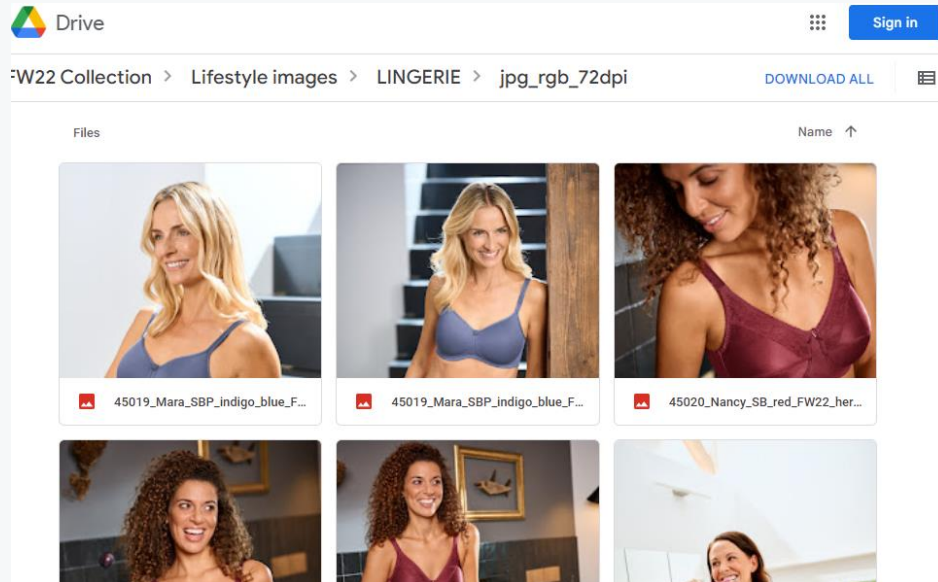 Drive
Sign in
FW22 Collection > Lifestyle images > LINGERIE > jpg_rgb_72dpi
DOWNLOAD ALL
Files
Name
45019_Mara_SBP_indigo_blue_F...
45019_Mara_SBP_indigo_blue_F...
45020_Nancy_SB_red_FW22_her...